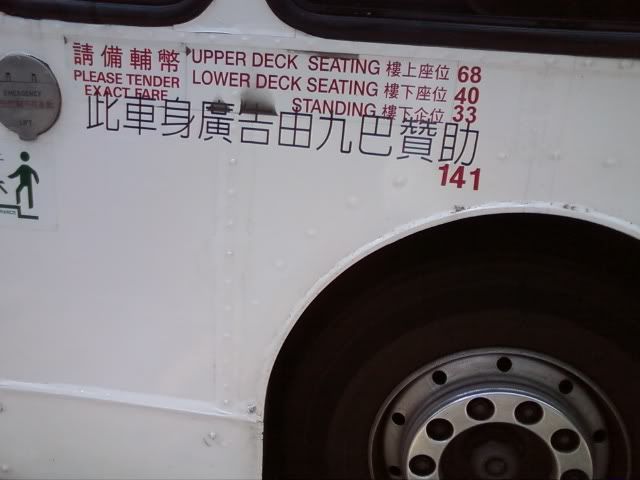 請備輔幣
PLEASE TENDER
EXACT FARE
UPPER DECK SEATING 樓上座位 68
LOWER DECK SEATING 樓下座位 40
STANDING 樓下企位 33
141
此車身廣告由九巴贊助
EMERGENCY
LIFT